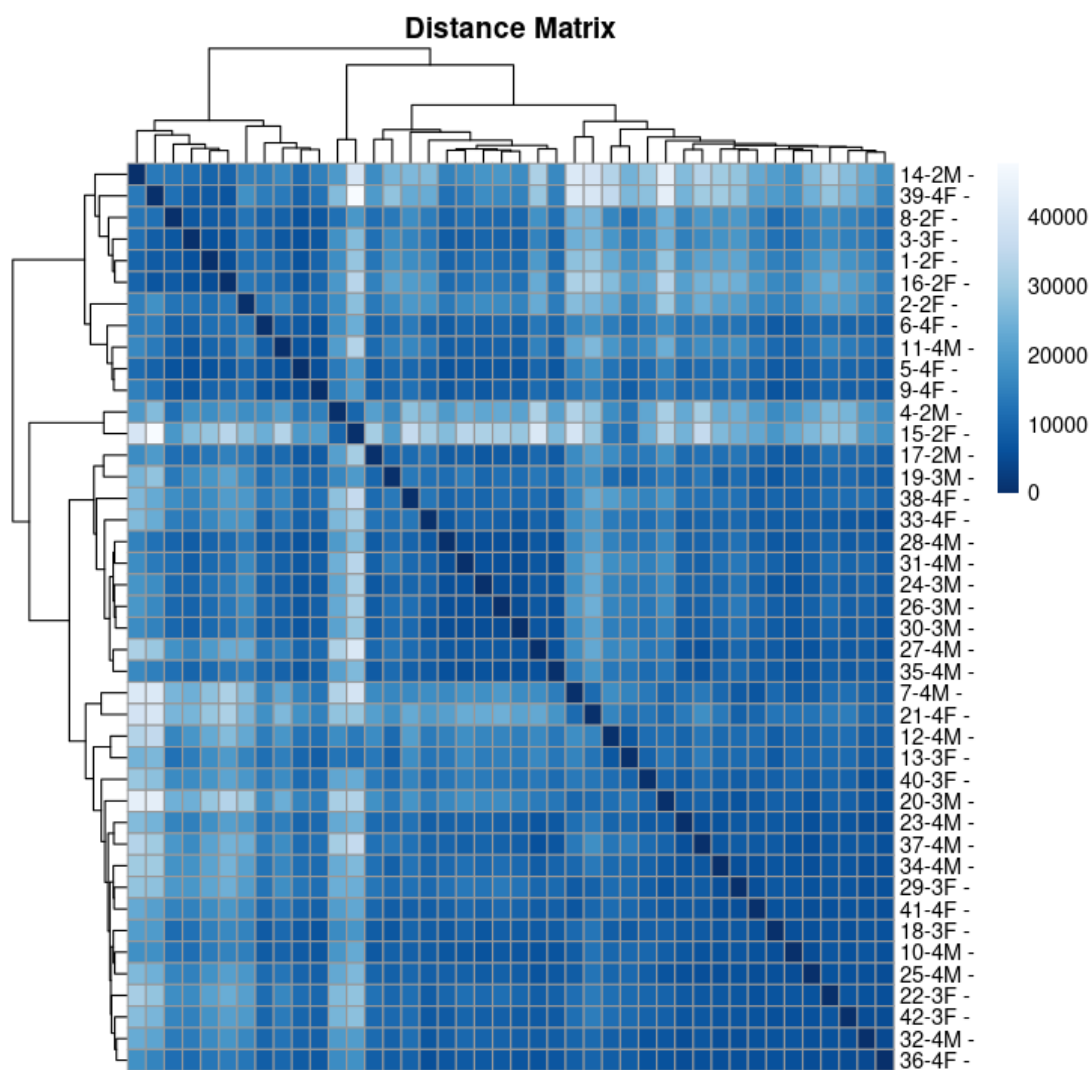 Distance Matrix
14-2M -
39-4F -
8-2F -
3-3F -
1-2F -
16-2F -
2-2F -
6-4F -
11-4M -
5-4F -
9-4F -
4-2M -
15-2F -
17-2M -
19-3M -
38-4F -
33-4F -
28-4M -
31-4M -
24-3M -
26-3M -
30-3M -
27-4M -
35-4M -
7-4M -
21-4F -
12-4M -
13-3F -
40-3F -
20-3M -
23-4M -
37-4M -
34-4M -
29-3F -
41-4F -
18-3F -
10-4M -
25-4M -
22-3F -
42-3F -
32-4M -
36-4F -
40000
30000
20000
10000
0